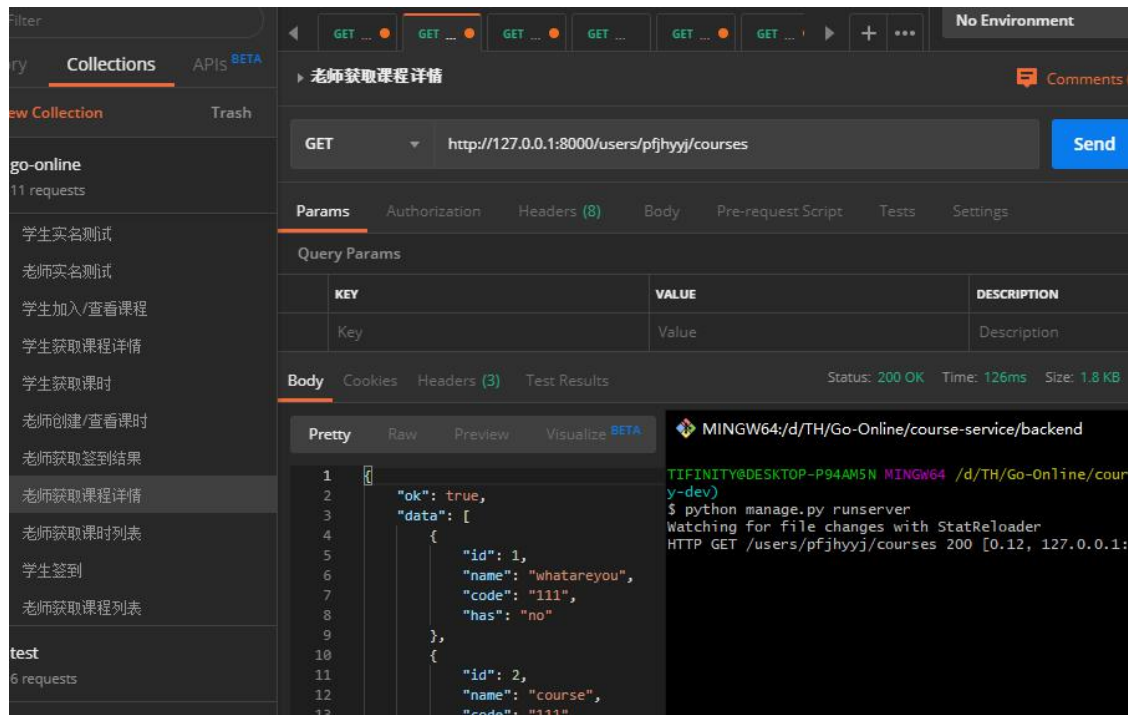 Filter
ry Collections APIs BETA
ew Collection Trash
go-online
11 requests
学生实名测试
老师实名测试
学生加入/查看课程
学生获取课程详情
学生获取课时
老师创建/查看课时
老师获取签到结果
老师获取课程详情
老师获取课时列表
学生签到
老师获取课程列表
test
6 requests
GET ... GET ... GET ... GET ... GET ... GET ... + •••
No Environment
老师获取课程详情
Comments
GET http://127.0.0.1:8000/users/pfjhyyj/courses Send
Params Authorization Headers (8) Body Pre-request Script Tests Settings
Query Params
KEY VALUE DESCRIPTION
Key Value Description
Body Cookies Headers (3) Test Results Status: 200 OK Time: 126ms Size: 1.8 KB
Pretty Raw Preview Visualize BETA
1 {
2 "ok": true,
3 "data": [
4 {
5 "id": 1,
6 "name": "whatareyou",
7 "code": "111",
8 "has": "no"
9 },
10 {
11 "id": 2,
12 "name": "course",
13 "code": "111"
MINGW64:/d/TH/Go-Online/course-service/backend
TIFINITY@DESKTOP-P94AM5N MINGW64 /d/TH/Go-Online/cour
y-dev)
$ python manage.py runserver
Watching for file changes with StatReloader
HTTP GET /users/pfjhyyj/courses 200 [0.12, 127.0.0.1: